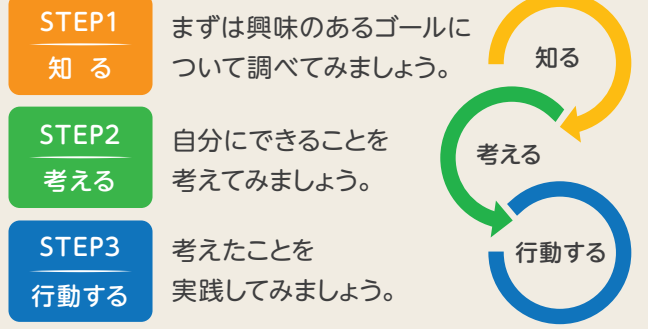 STEP1
知 る
まずは興味のあるゴールに
ついて調べてみましょう。
知る
STEP2
考える
自分にできることを
考えてみましょう。
考える
STEP3
行動する
考えたことを
実践してみましょう。
行動する